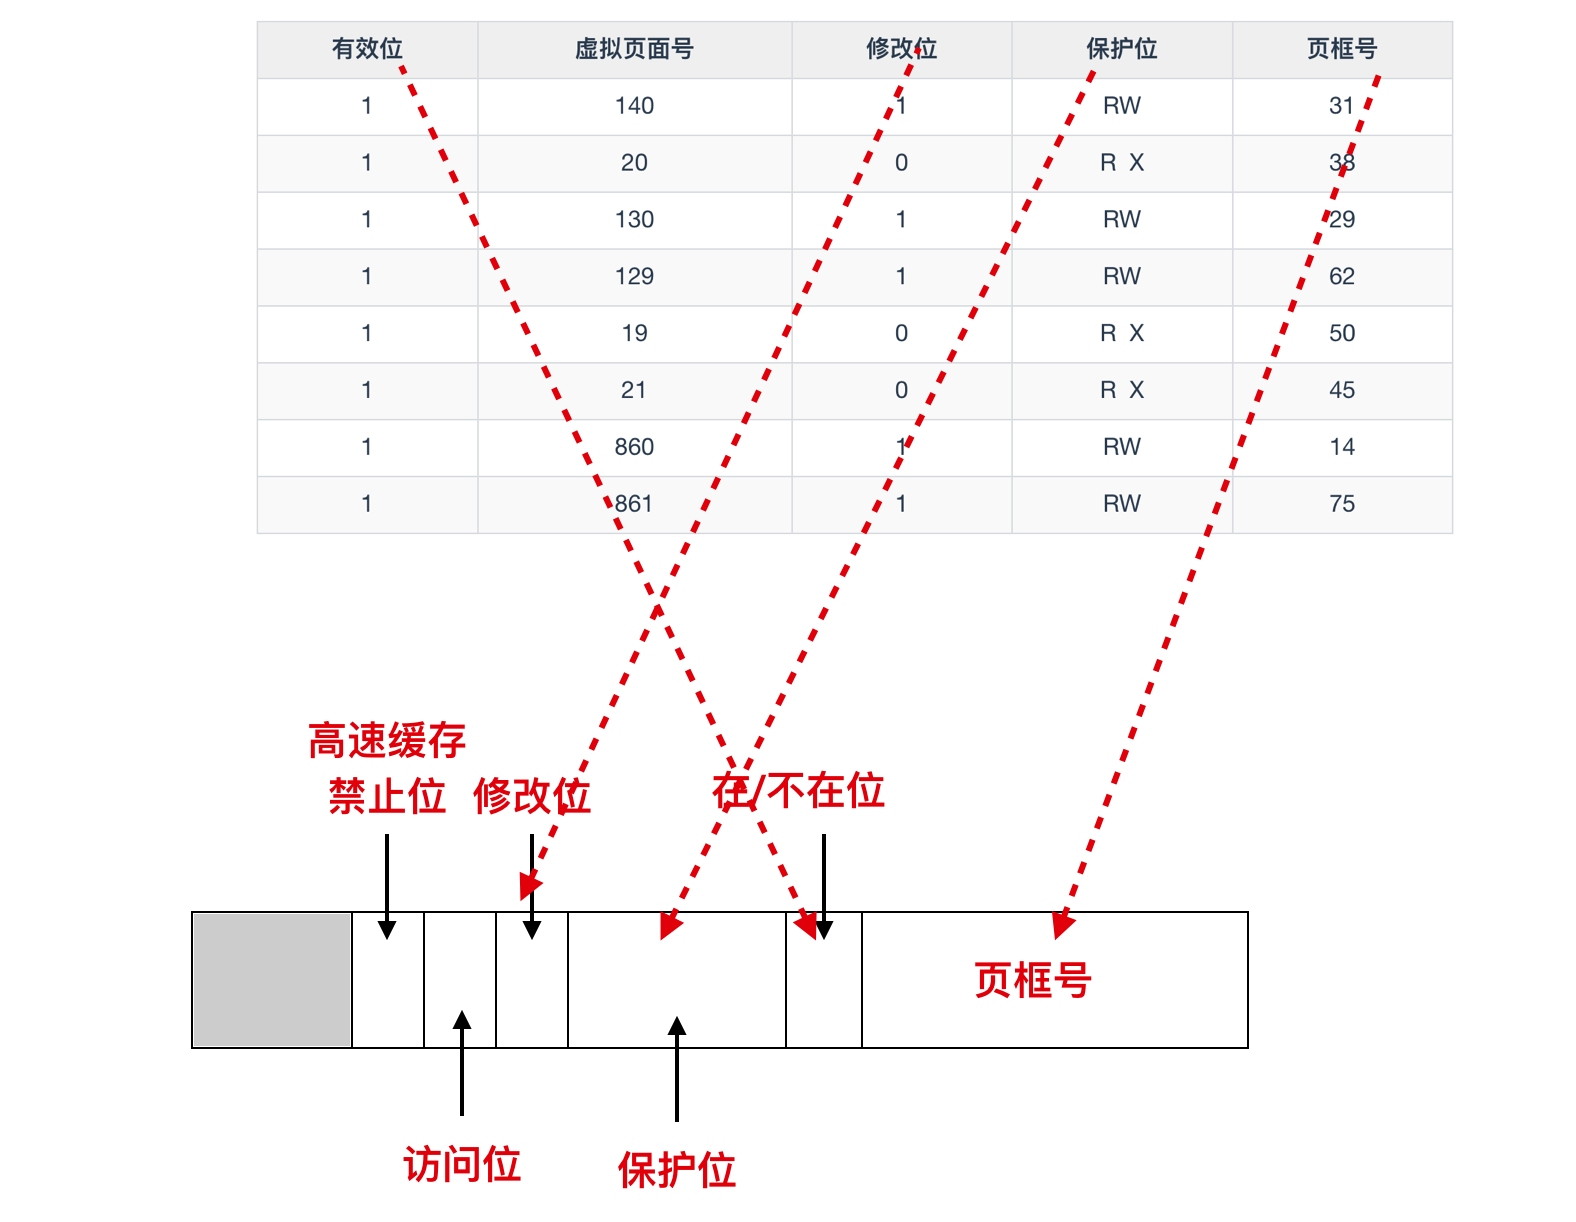 有效位 虚拟页面号 修改位 保护位 页框号
1 140 1 RW 31
1 20 0 R X 38
1 130 1 RW 29
1 129 1 RW 62
1 19 0 R X 50
1 21 0 R X 45
1 860 1 RW 14
1 861 1 RW 75
高速缓存
禁止位 修改位 在/不在位
页框号
访问位 保护位